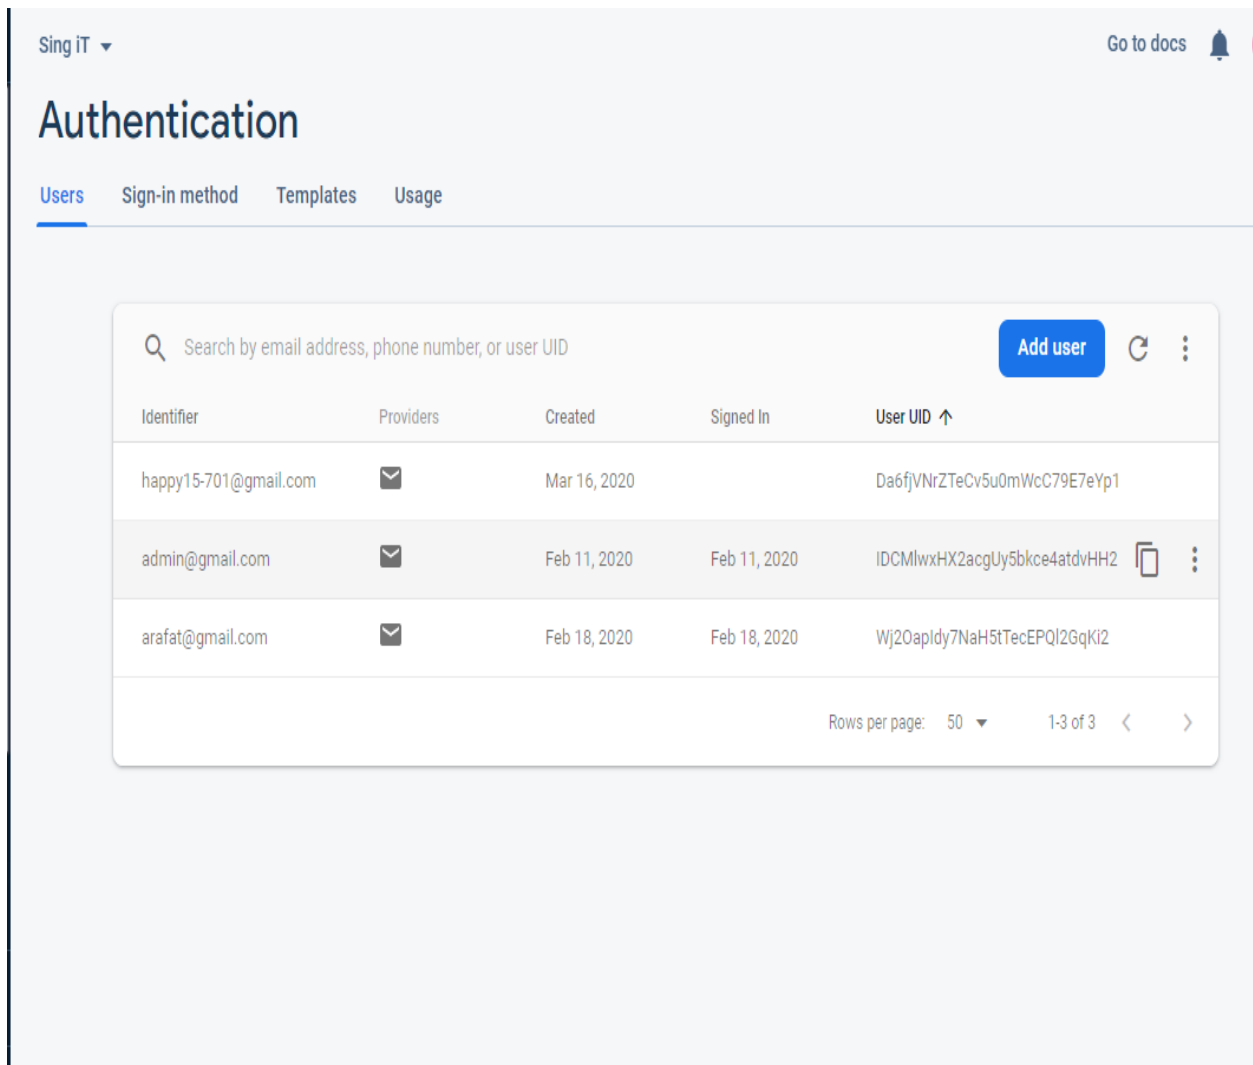 Sing iT
Go to docs
Authentication
Users Sign-in method Templates Usage
Search by email address, phone number, or user UID
Add user
Identifier Providers Created Signed In User UID
happy15-701@gmail.com Mar 16, 2020 Da6fjVNrZTeCv5u0mWcC79E7eYp1
admin@gmail.com Feb 11, 2020 Feb 11, 2020 IDCMlwxHX2acgUy5bkce4atdvHH2
arafat@gmail.com Feb 18, 2020 Feb 18, 2020 Wj2OapIdy7NaH5tTecEPQl2GqKi2
Rows per page: 50 1-3 of 3